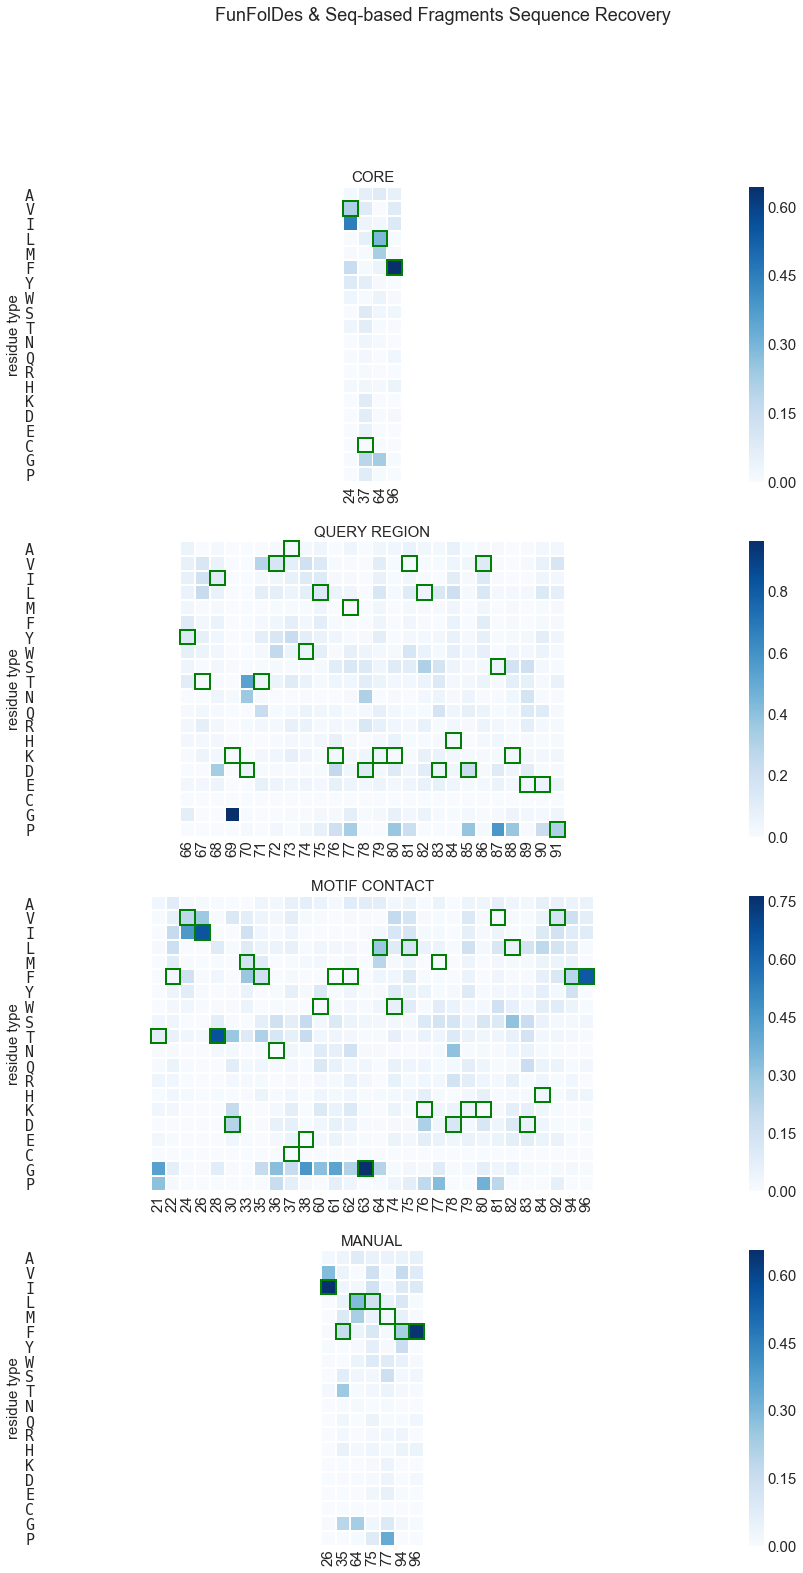 FunFolDes & Seq-based Fragments Sequence Recovery
CORE
residue type
A
V
I
L
M
F
Y
W
S
T
N
Q
R
H
K
D
E
C
G
P
24 37 64 96
0.60
0.45
0.30
0.15
0.00
QUERY REGION
residue type
A
V
I
L
M
F
Y
W
S
T
N
Q
R
H
K
D
E
C
G
P
66 67 68 69 70 71 72 73 74 75 76 77 78 79 80 81 82 83 84 85 86 87 88 89 90 91
0.8
0.6
0.4
0.2
0.0
MOTIF CONTACT
residue type
A
V
I
L
M
F
Y
W
S
T
N
Q
R
H
K
D
E
C
G
P
21 22 24 26 28 30 33 35 36 37 38 60 61 62 63 64 74 75 76 77 78 79 80 81 82 83 84 92 94 96
0.75
0.60
0.45
0.30
0.15
0.00
MANUAL
residue type
A
V
I
L
M
F
Y
W
S
T
N
Q
R
H
K
D
E
C
G
P
26 35 64 75 77 94 96
0.60
0.45
0.30
0.15
0.00